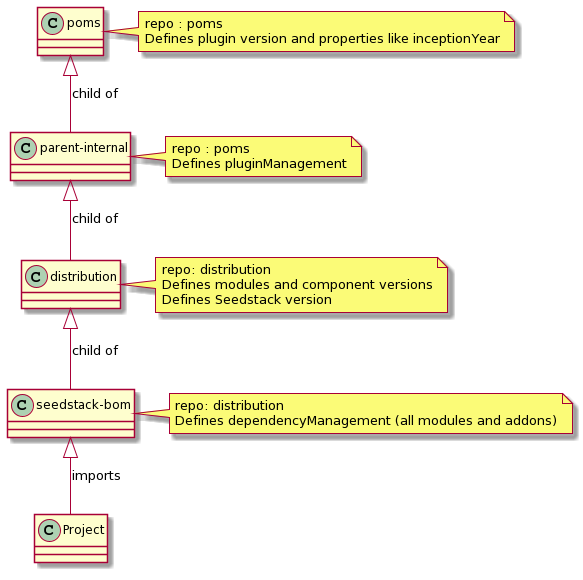 C poms
repo : poms
Defines plugin version and properties like inceptionYear
child of
C parent-internal
repo : poms
Defines pluginManagement
child of
C distribution
repo: distribution
Defines modules and component versions
Defines Seedstack version
child of
C seedstack-bom
repo: distribution
Defines dependencyManagement (all modules and addons)
imports
C Project